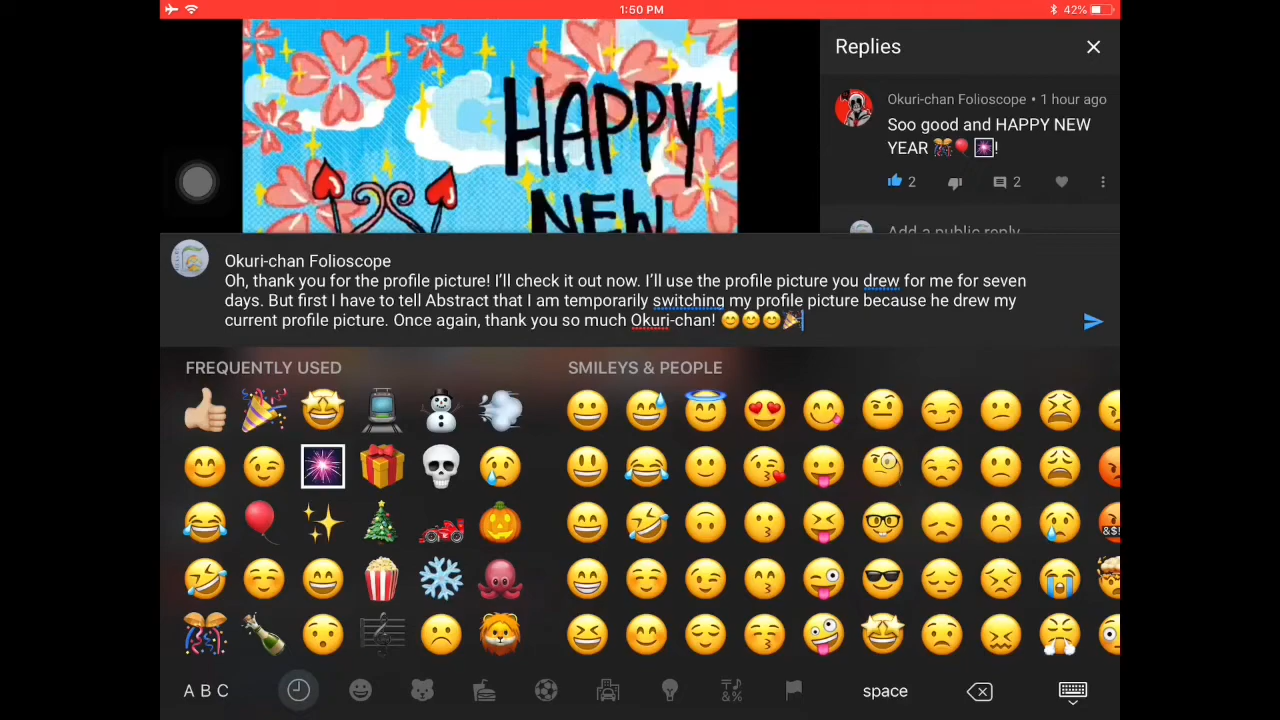 1:50 PM
42%
HAPPY
NEW
Replies
Okuri-chan Folioscope • 1 hour ago
Soo good and HAPPY NEW
YEAR 🎊🎈🎆!
2
2
Add a public reply
Okuri-chan Folioscope
Oh, thank you for the profile picture! I'll check it out now. I'll use the profile picture you drew for me for seven
days. But first I have to tell Abstract that I am temporarily switching my profile picture because he drew my
current profile picture. Once again, thank you so much Okuri-chan! 😊😊😊🎉
FREQUENTLY USED
SMILEYS & PEOPLE
A B C
space